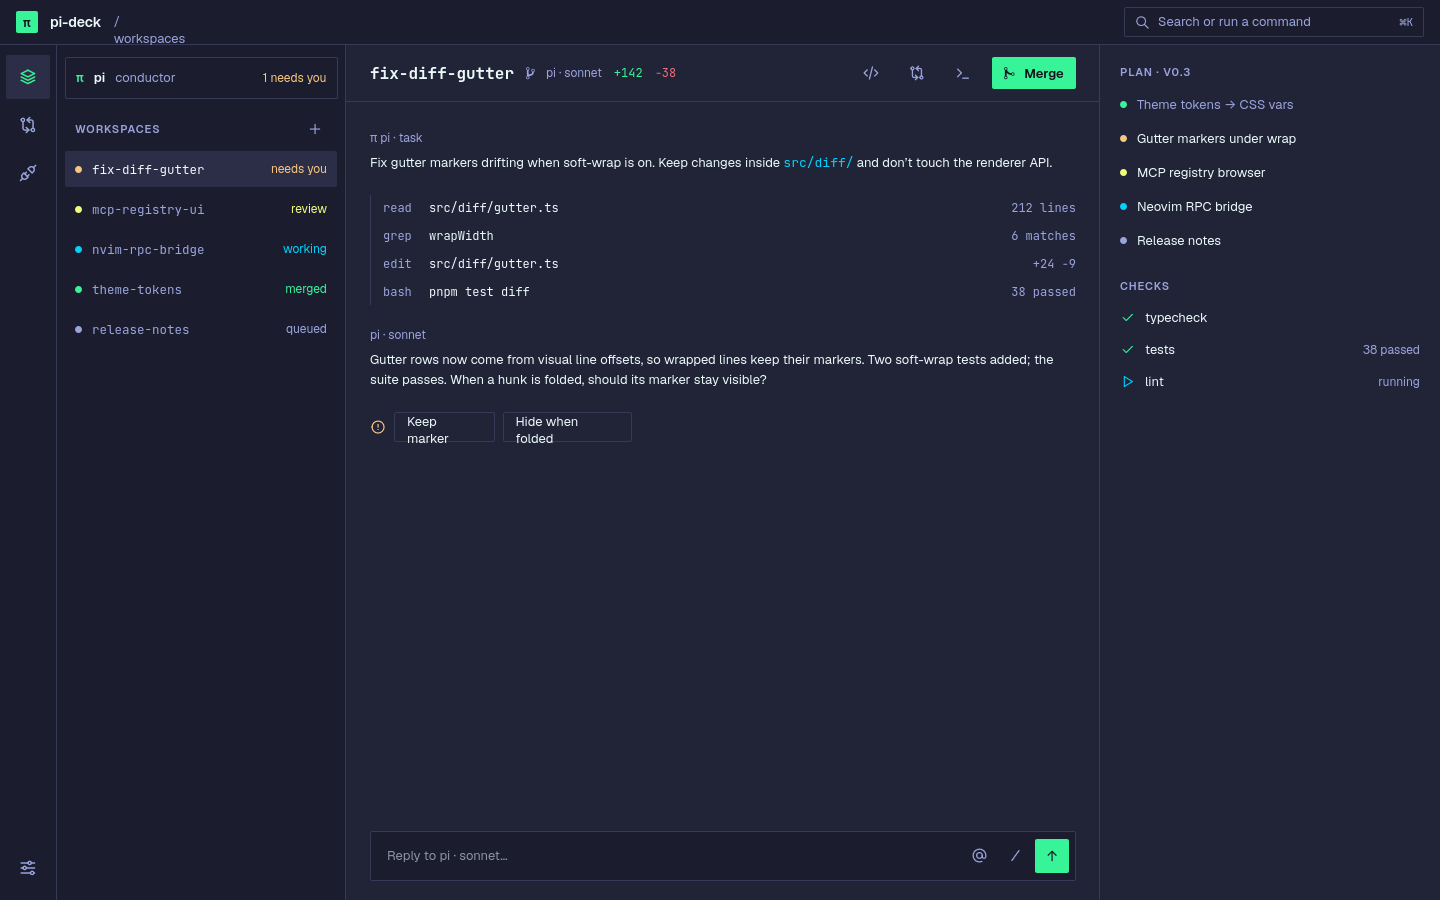 π pi-deck /
workspaces
Search or run a command ⌘K
π pi conductor 1 needs you
WORKSPACES
fix-diff-gutter needs you
mcp-registry-ui review
nvim-rpc-bridge working
theme-tokens merged
release-notes queued
fix-diff-gutter pi · sonnet +142 -38
Merge
π pi · task
Fix gutter markers drifting when soft-wrap is on. Keep changes inside src/diff/ and don’t touch the renderer API.
read src/diff/gutter.ts 212 lines
grep wrapWidth 6 matches
edit src/diff/gutter.ts +24 -9
bash pnpm test diff 38 passed
pi · sonnet
Gutter rows now come from visual line offsets, so wrapped lines keep their markers. Two soft-wrap tests added; the
suite passes. When a hunk is folded, should its marker stay visible?
Keep
marker
Hide when
folded
Reply to pi · sonnet…
PLAN · V0.3
Theme tokens → CSS vars
Gutter markers under wrap
MCP registry browser
Neovim RPC bridge
Release notes
CHECKS
typecheck
tests 38 passed
lint running